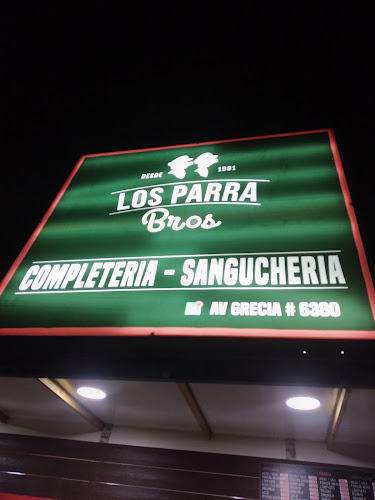 DESDE 1981
LOS PARRA
Bros
COMPLETERIA - SANGUCHERIA
AV GRECIA # 6380